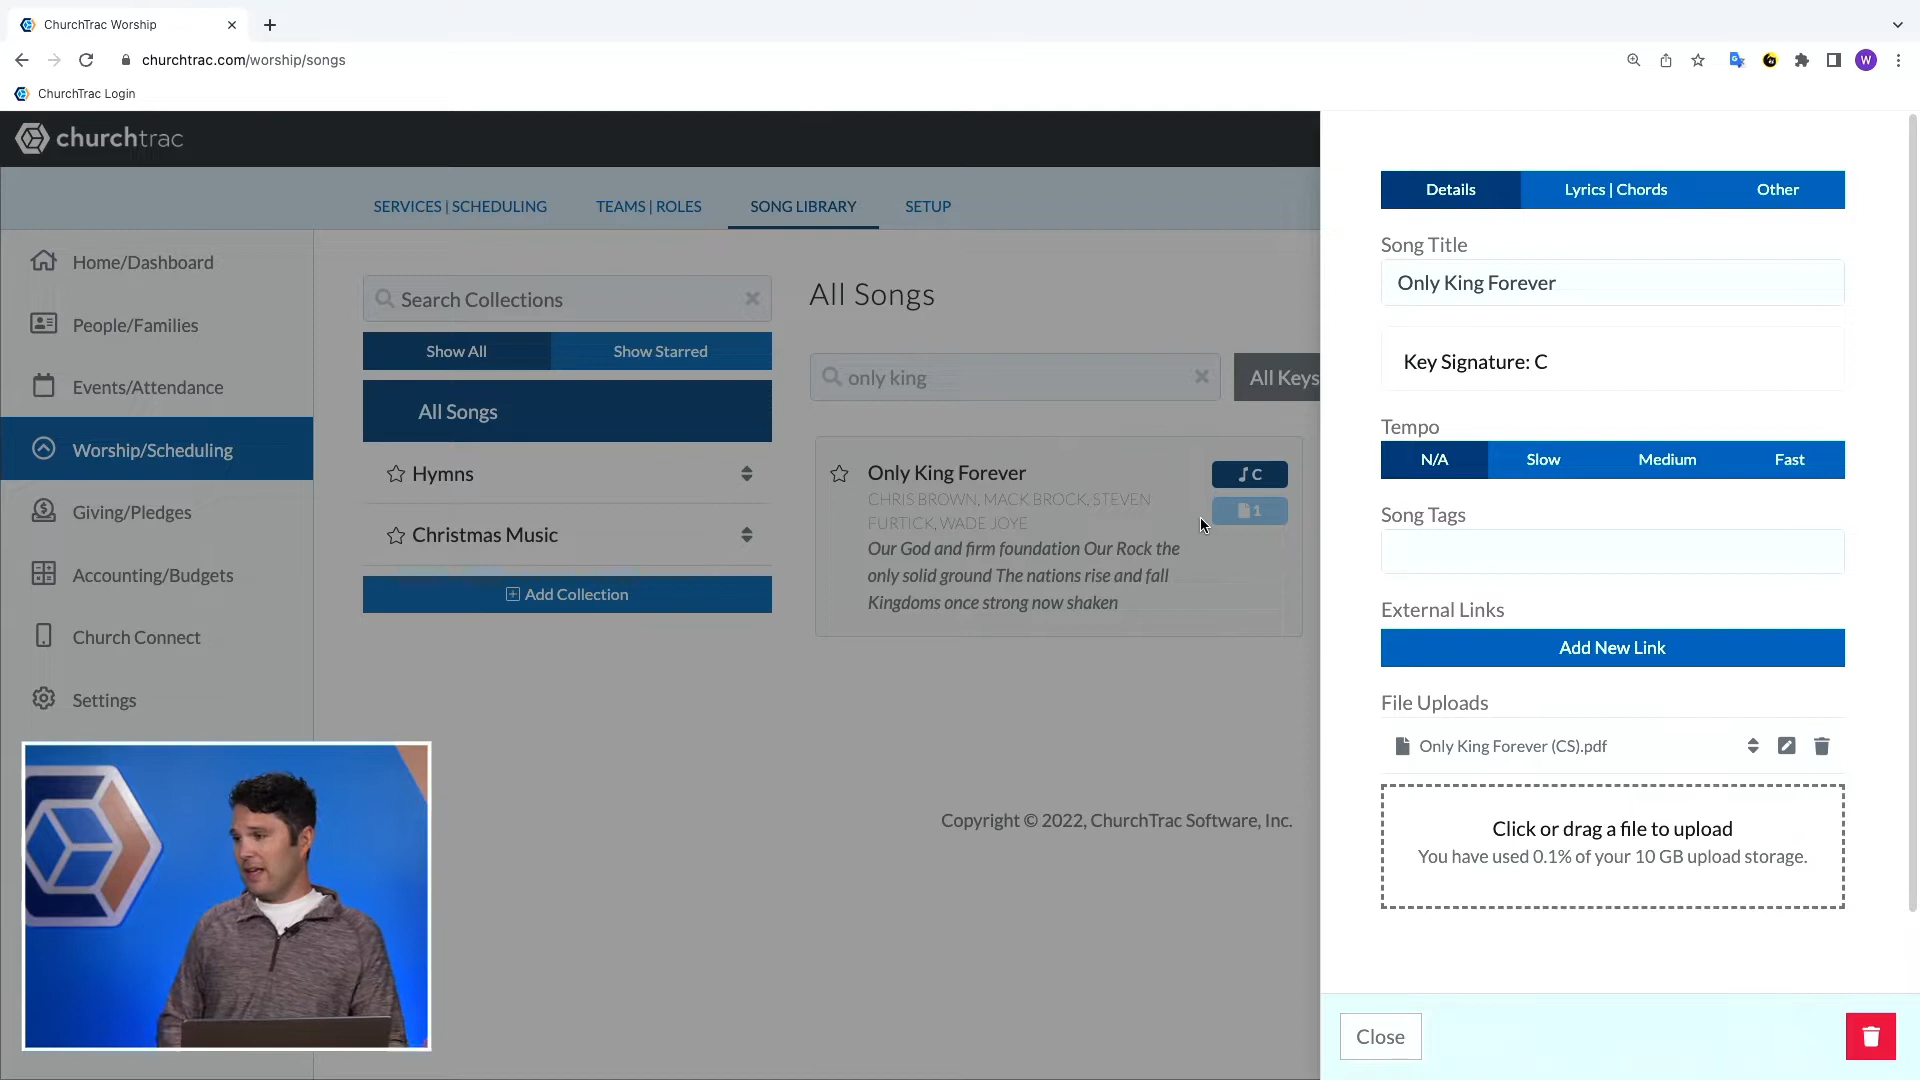 ChurchTrac Worship
churchtrac.com/worship/songs
W
ChurchTrac Login
churchtrac
SERVICES | SCHEDULING
TEAMS | ROLES
SONG LIBRARY
SETUP
Home/Dashboard
People/Families
Events/Attendance
Worship/Scheduling
Giving/Pledges
Accounting/Budgets
Church Connect
Settings
Search Collections
Show All
Show Starred
All Songs
Hymns
Christmas Music
Add Collection
All Songs
only king
All Keys
Only King Forever
C
CHRIS BROWN, MACK BROCK, STEVEN
FURTICK, WADE JOYE
1
Our God and firm foundation Our Rock the
only solid ground The nations rise and fall
Kingdoms once strong now shaken
Copyright © 2022, ChurchTrac Software, Inc.
Details
Lyrics | Chords
Other
Song Title
Only King Forever
Key Signature: C
Tempo
N/A
Slow
Medium
Fast
Song Tags
External Links
Add New Link
File Uploads
Only King Forever (CS).pdf
Click or drag a file to upload
You have used 0.1% of your 10 GB upload storage.
Close